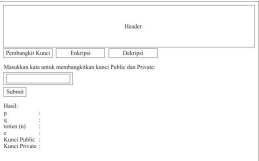 Header
Pembangkit Kunci Enkripsi Dekripsi
Masukkan kata untuk membangkitkan kunci Public dan Private:
Submit
Hasil:
p :
q :
totien (n) :
e :
Kunci Public :
Kunci Private :